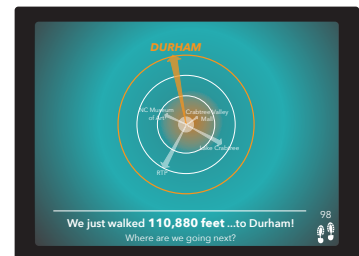 DURHAM
NC Museum
of Art
Crabtree Valley
Mall
Lake Crabtree
RTP
We just walked 110,880 feet ...to Durham!
98
Where are we going next?